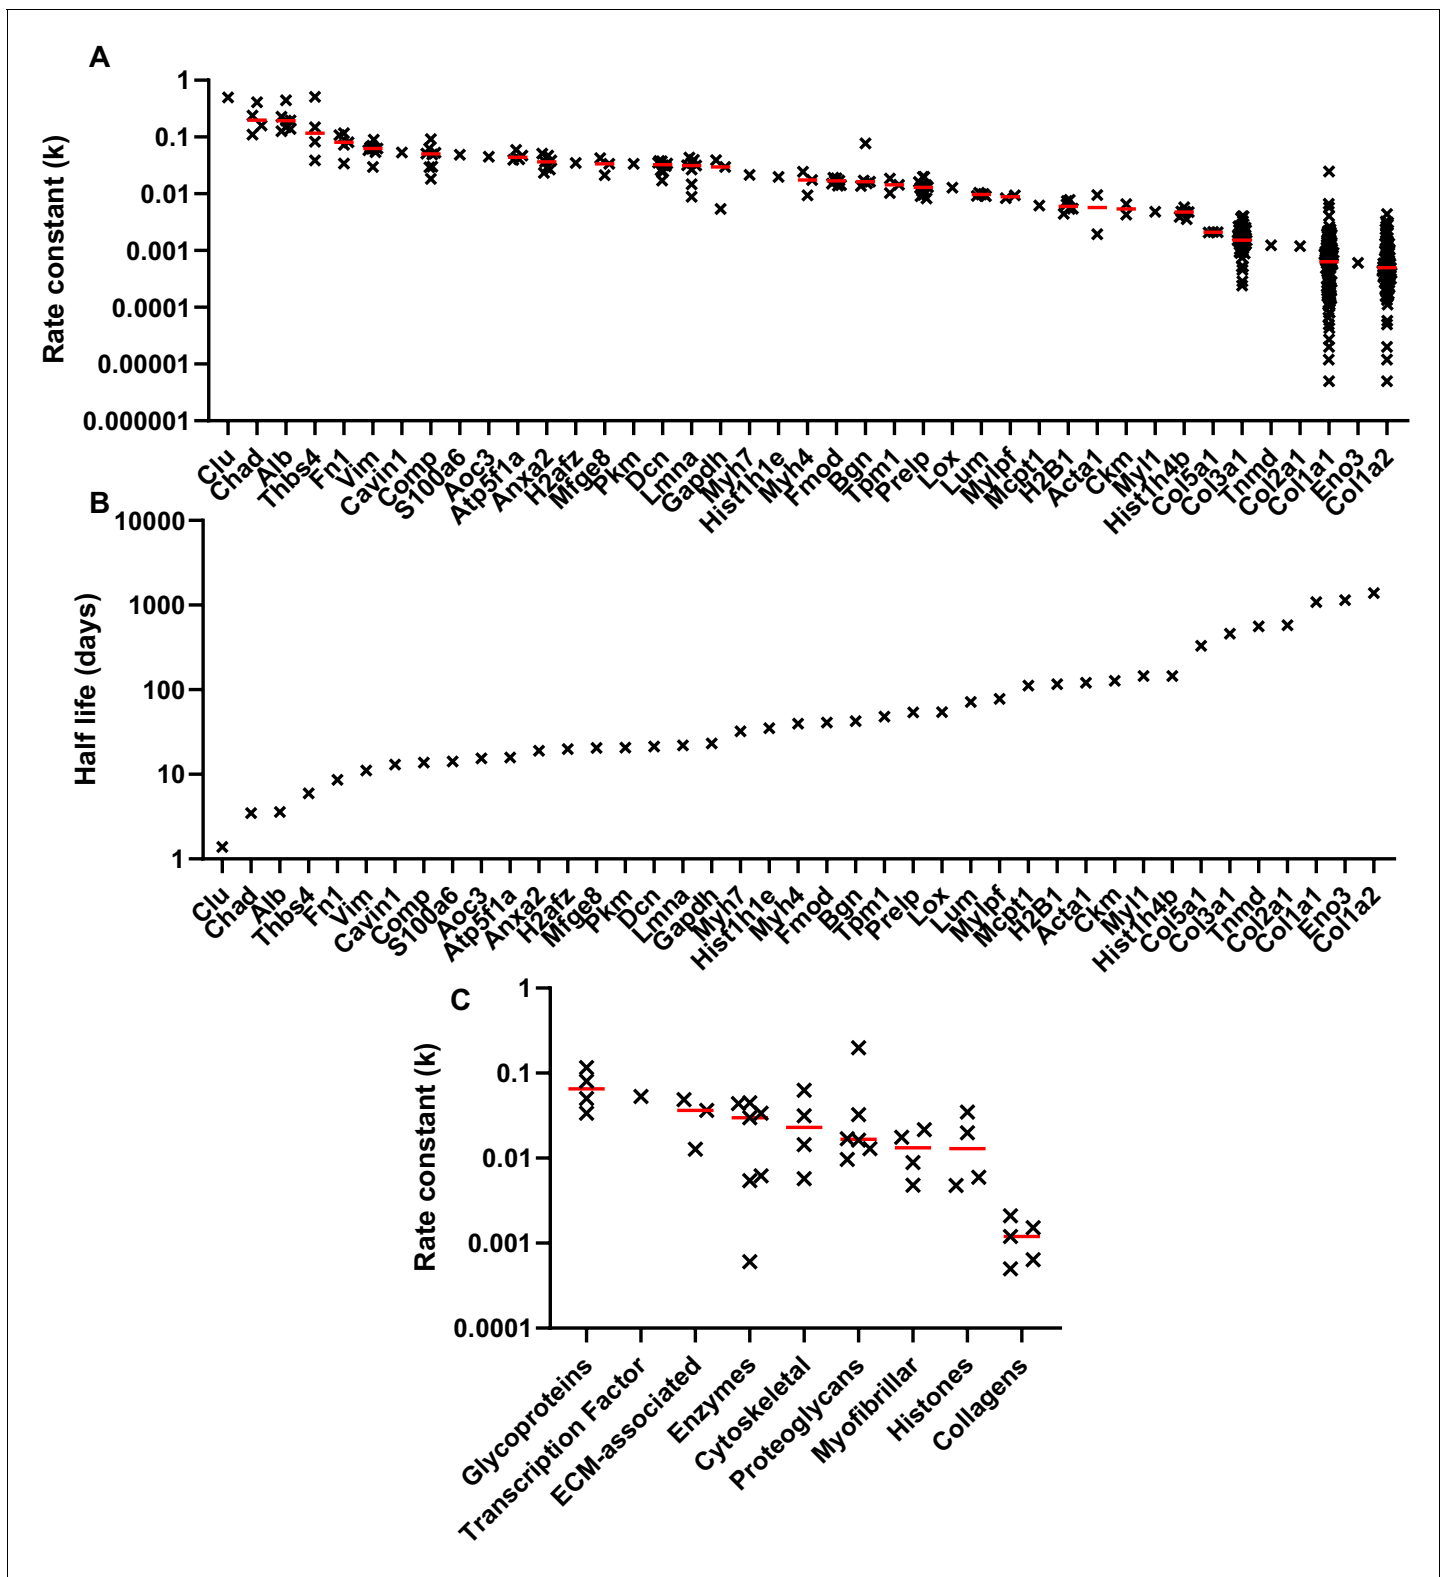 A
Rate constant (k)
1
0.1
0.01
0.001
0.0001
0.00001
0.000001
Clu
Chad
Alb
Thbs4
Fn1
Vim
Cavin1
Comp
S100a6
Aoc3
Atp5f1a
Anxa2
H2afz
Mfge8
Pkm
Dcn
Lmna
Gapdh
Myh7
Hist1h1e
Myh4
Fmod
Bgn
Tpm1
Prelp
Lox
Lum
Mylpf
Mcpt1
H2B1
Acta1
Ckm
Myl1
Hist1h4b
Col5a1
Col3a1
Tnmd
Col2a1
Col1a1
Eno3
Col1a2
B
Half life (days)
10000
1000
100
10
1
Clu
Chad
Alb
Thbs4
Fn1
Vim
Cavin1
Comp
S100a6
Aoc3
Atp5f1a
Anxa2
H2afz
Mfge8
Pkm
Dcn
Lmna
Gapdh
Myh7
Hist1h1e
Myh4
Fmod
Bgn
Tpm1
Prelp
Lox
Lum
Mylpf
Mcpt1
H2B1
Acta1
Ckm
Myl1
Hist1h4b
Col5a1
Col3a1
Tnmd
Col2a1
Col1a1
Eno3
Col1a2
C
Rate constant (k)
1
0.1
0.01
0.001
0.0001
Glycoproteins
Transcription Factor
ECM-associated
Enzymes
Cytoskeletal
Proteoglycans
Myofibrillar
Histones
Collagens